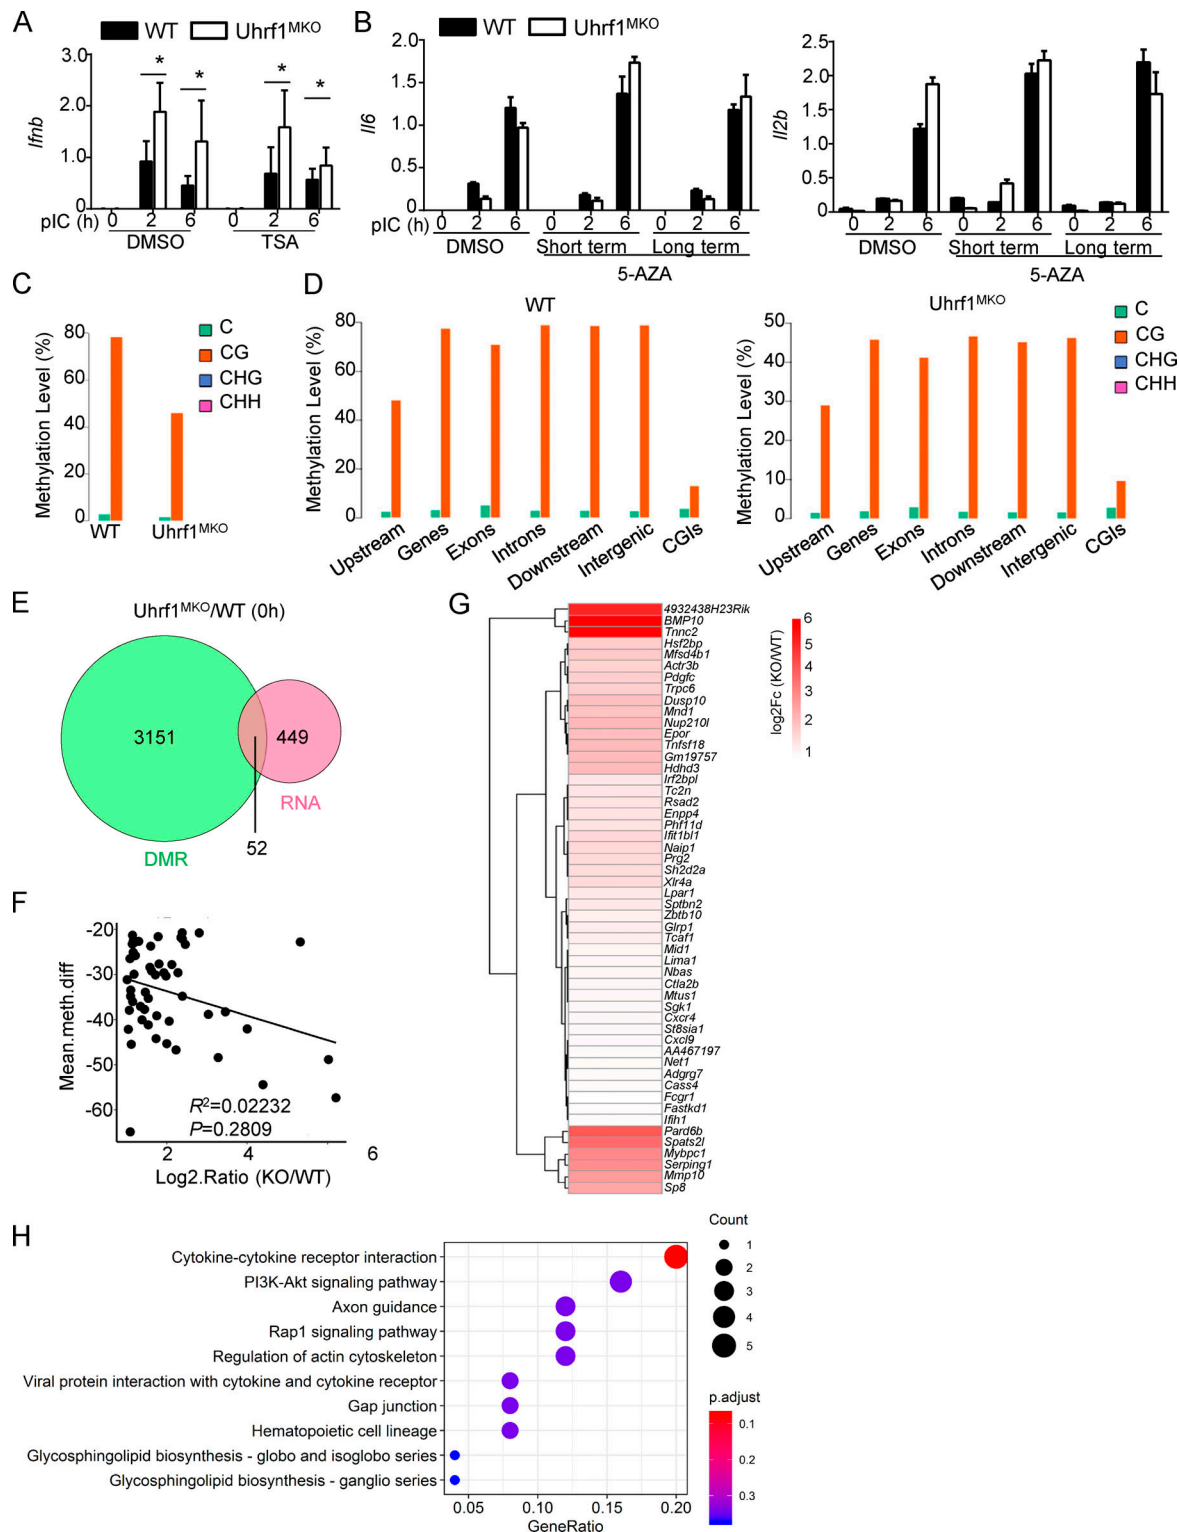 A
WT Uhrf1MKO
Ifnb
3.0
2.0
1.0
0
* * * *
pIC (h) 0 2 6 0 2 6
DMSO TSA
B
WT Uhrf1MKO
Il6
2.0
1.5
1.0
0.5
0
pIC (h) 0 2 6 0 2 6 0 2 6
DMSO Short term Long term
5-AZA
Il2b
2.5
2.0
1.5
1.0
0.5
0
0 2 6 0 2 6 0 2 6
DMSO Short term Long term
5-AZA
C
Methylation Level (%)
80
60
40
20
0
WT Uhrf1MKO
C
CG
CHG
CHH
D
WT
Methylation Level (%)
80
60
40
20
0
Upstream Genes Exons Introns Downstream Intergenic CGIs
Uhrf1MKO
Methylation Level (%)
50
40
30
20
10
0
Upstream Genes Exons Introns Downstream Intergenic CGIs
C
CG
CHG
CHH
E
Uhrf1MKO/WT (0h)
3151 449
RNA
52
DMR
F
Mean.meth.diff
-20
-30
-40
-50
-60
R2=0.02232
P=0.2809
2 4 6
Log2.Ratio (KO/WT)
G
4932438H23Rik
BMP10
Tnnc2
Hsf2bp
Mfsd4b1
Actr3b
Pdgfc
Trpc6
Dusp10
Mnd1
Nup210l
Epor
Tnfsf18
Gm19757
Hdhd3
Irf2bpl
Tc2n
Rsad2
Enpp4
Phf11d
Ifit1bl1
Naip1
Prg2
Sh2d2a
Xlr4a
Lpar1
Sptbn2
Zbtb10
Glrp1
Tcaf1
Mid1
Lima1
Nbas
Ctla2b
Mtus1
Sgk1
Cxcr4
St8sia1
Cxcl9
AA467197
Net1
Adgrg7
Cass4
Fcgr1
Fastkd1
Ifih1
Pard6b
Spats2l
Mybpc1
Serping1
Mmp10
Sp8
log2Fc (KO/WT)
6
5
4
3
2
1
H
Cytokine-cytokine receptor interaction
PI3K-Akt signaling pathway
Axon guidance
Rap1 signaling pathway
Regulation of actin cytoskeleton
Viral protein interaction with cytokine and cytokine receptor
Gap junction
Hematopoietic cell lineage
Glycosphingolipid biosynthesis - globo and isoglobo series
Glycosphingolipid biosynthesis - ganglio series
0.05 0.10 0.15 0.20
GeneRatio
Count
1
2
3
4
5
p.adjust
0.1
0.2
0.3